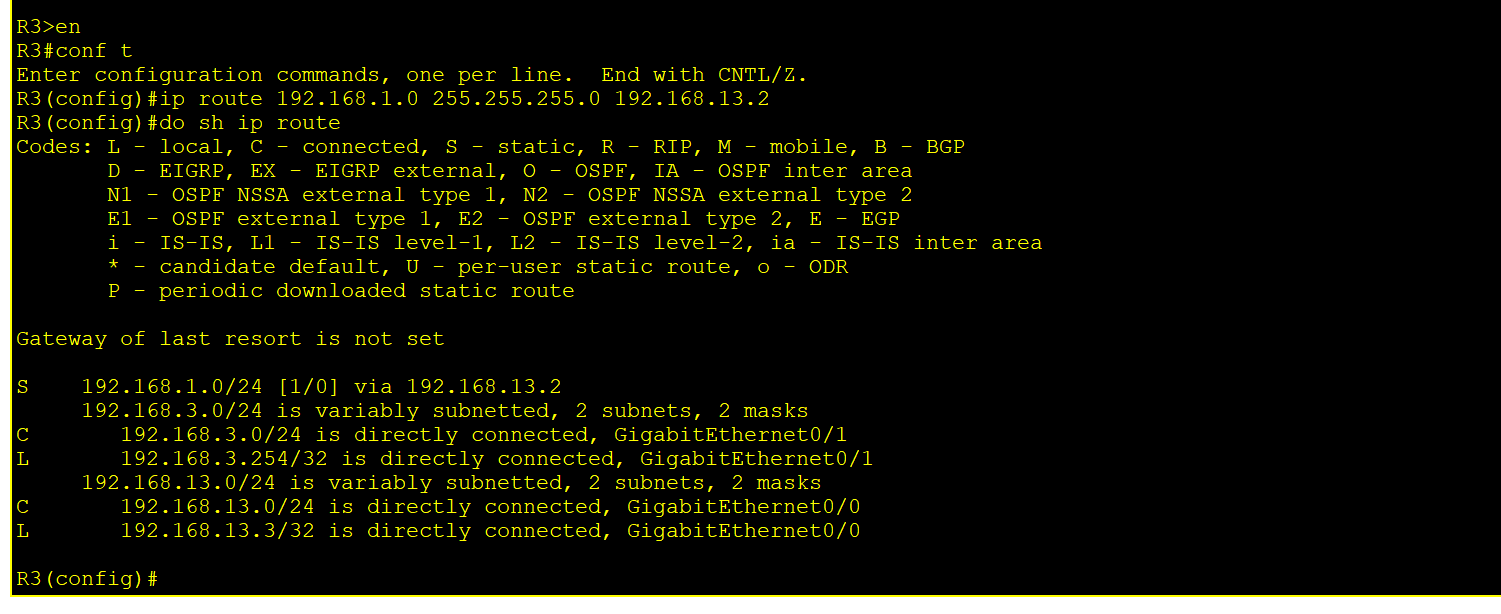 R3>en
R3#conf t
Enter configuration commands, one per line.  End with CNTL/Z.
R3(config)#ip route 192.168.1.0 255.255.255.0 192.168.13.2
R3(config)#do sh ip route
Codes: L - local, C - connected, S - static, R - RIP, M - mobile, B - BGP
       D - EIGRP, EX - EIGRP external, O - OSPF, IA - OSPF inter area
       N1 - OSPF NSSA external type 1, N2 - OSPF NSSA external type 2
       E1 - OSPF external type 1, E2 - OSPF external type 2, E - EGP
       i - IS-IS, L1 - IS-IS level-1, L2 - IS-IS level-2, ia - IS-IS inter area
       * - candidate default, U - per-user static route, o - ODR
       P - periodic downloaded static route

Gateway of last resort is not set

S    192.168.1.0/24 [1/0] via 192.168.13.2
     192.168.3.0/24 is variably subnetted, 2 subnets, 2 masks
C       192.168.3.0/24 is directly connected, GigabitEthernet0/1
L       192.168.3.254/32 is directly connected, GigabitEthernet0/1
     192.168.13.0/24 is variably subnetted, 2 subnets, 2 masks
C       192.168.13.0/24 is directly connected, GigabitEthernet0/0
L       192.168.13.3/32 is directly connected, GigabitEthernet0/0

R3(config)#